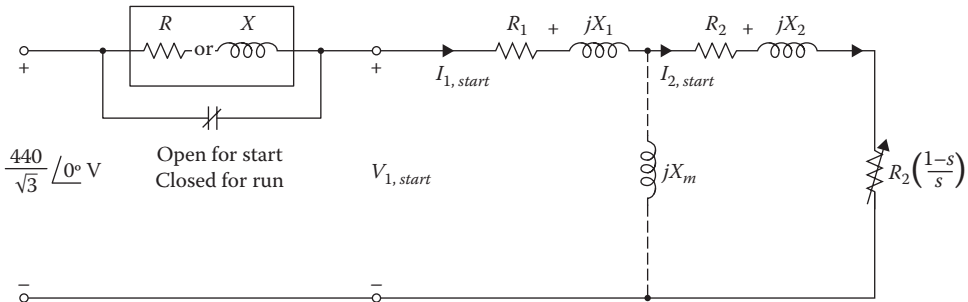 R or X
R₁ + jX₁
R₂ + jX₂
+
+
I₁, start
I₂, start
Open for start
Closed for run
440/√3 ∠0° V
V₁, start
jXₘ
R₂(1–s/s)
–
–